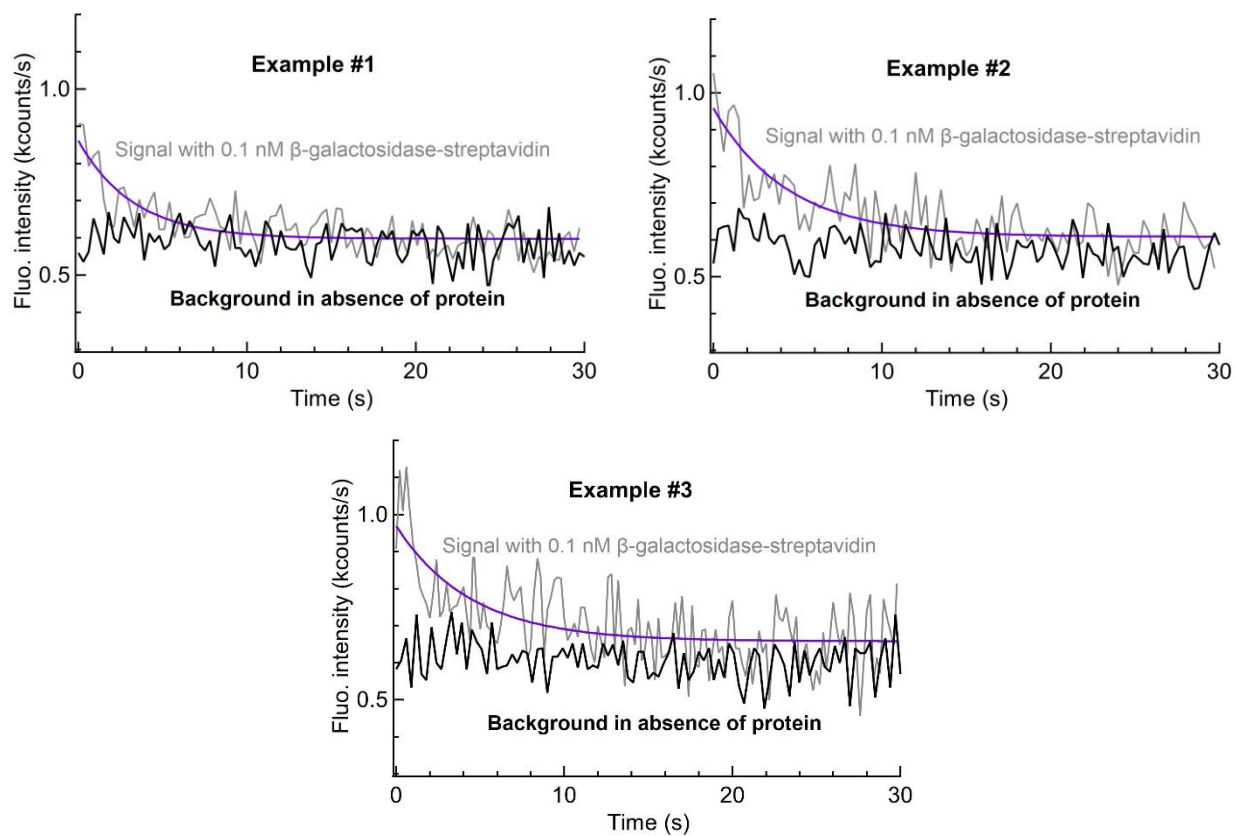 Example #1
Signal with 0.1 nM β-galactosidase-streptavidin
Background in absence of protein
Fluo. intensity (kcounts/s)
1.0
0.5
0
10
20
30
Time (s)
Example #2
Signal with 0.1 nM β-galactosidase-streptavidin
Background in absence of protein
Fluo. intensity (kcounts/s)
1.0
0.5
0
10
20
30
Time (s)
Example #3
Signal with 0.1 nM β-galactosidase-streptavidin
Background in absence of protein
Fluo. intensity (kcounts/s)
1.0
0.5
0
10
20
30
Time (s)